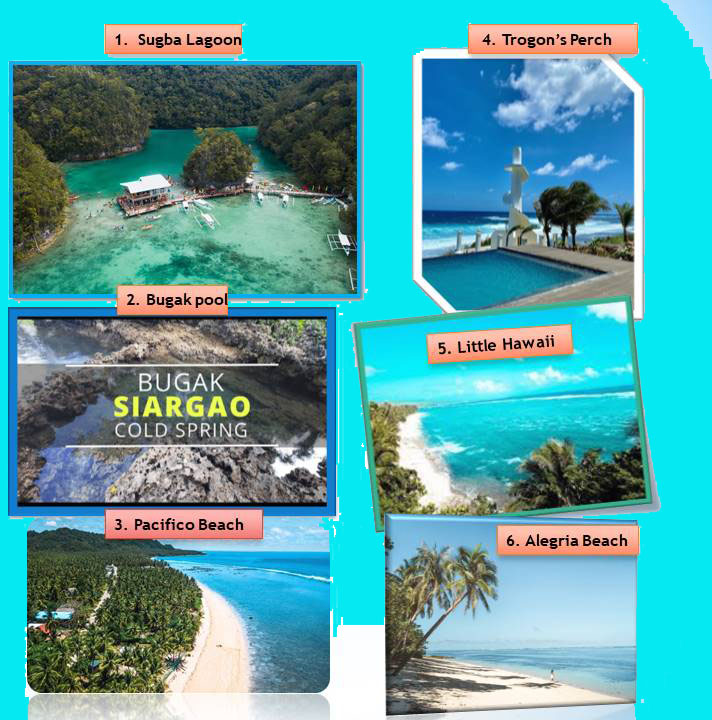 1. Sugba Lagoon
2. Bugak pool
BUGAK
SIARGAO
COLD SPRING
3. Pacifico Beach
4. Trogon's Perch
5. Little Hawaii
6. Alegria Beach